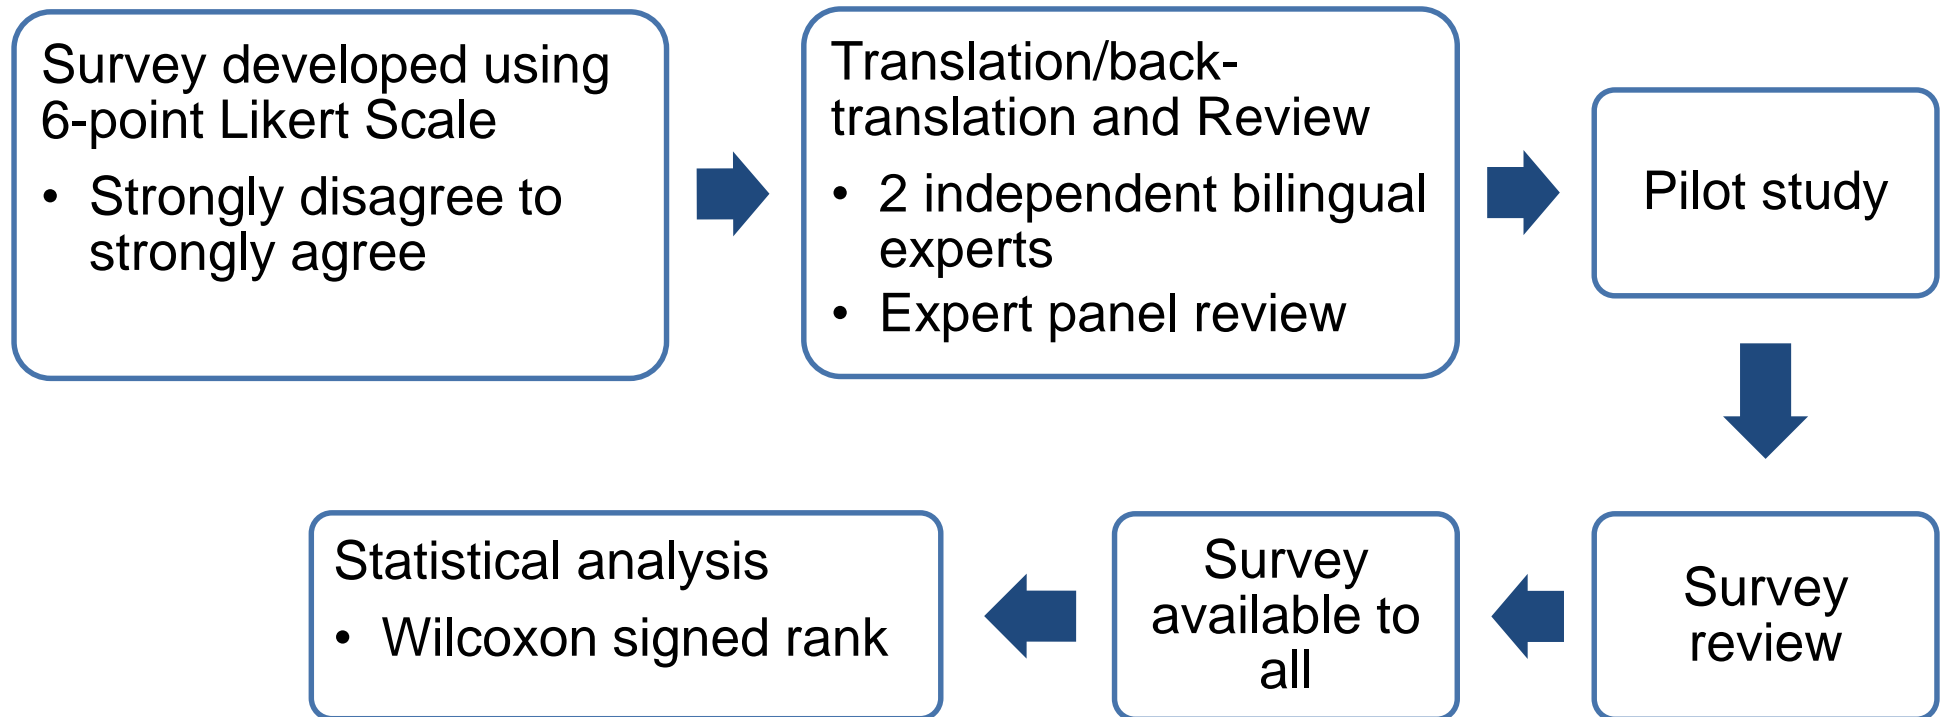 Survey developed using
6-point Likert Scale
• Strongly disagree to
strongly agree
Translation/back-
translation and Review
• 2 independent bilingual
experts
• Expert panel review
Pilot study
Survey
review
Survey
available to
all
Statistical analysis
• Wilcoxon signed rank